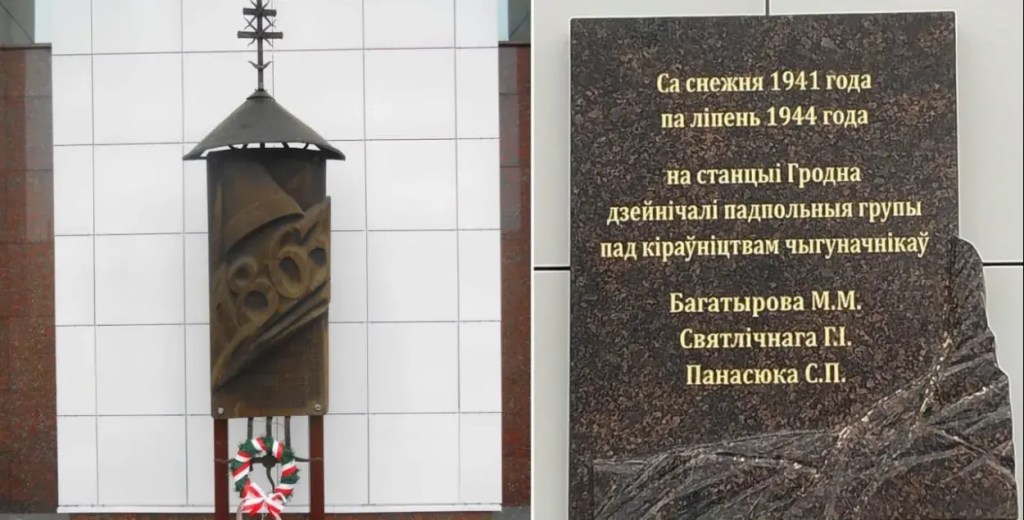 1803
Са снежня 1941 года
па ліпень 1944 года
на станцыі Гродна
дзейнічалі падпольныя групы
пад кіраўніцтвам чыгуначнікаў
Багатырова М.М.
Святлічнага Г.І.
Панасюка С.П.